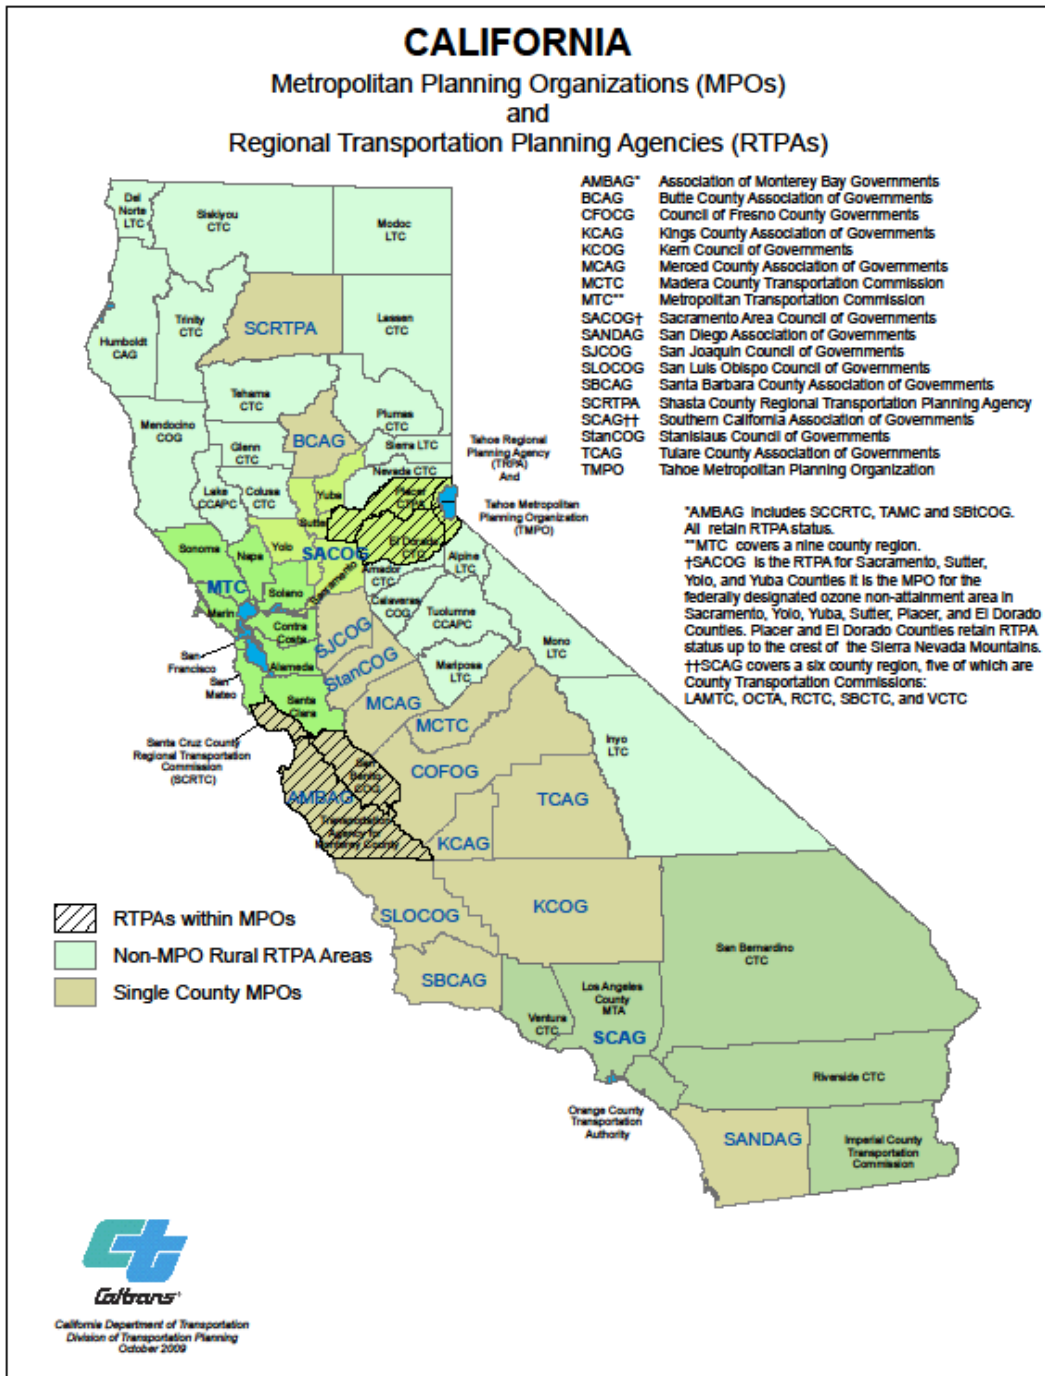 CALIFORNIA
Metropolitan Planning Organizations (MPOs)
and
Regional Transportation Planning Agencies (RTPAs)
AMBAG* Association of Monterey Bay Governments
BCAG Butte County Association of Governments
CFOCG Council of Fresno County Governments
KCAG Kings County Association of Governments
KCOG Kern Council of Governments
MCAG Merced County Association of Governments
MCTC Madera County Transportation Commission
MTC** Metropolitan Transportation Commission
SACOG† Sacramento Area Council of Governments
SANDAG San Diego Association of Governments
SJCOG San Joaquin Council of Governments
SLOCOG San Luis Obispo Council of Governments
SBCAG Santa Barbara County Association of Governments
SCRTPA Shasta County Regional Transportation Planning Agency
SCAG†† Southern California Association of Governments
StanCOG Stanislaus Council of Governments
TCAG Tulare County Association of Governments
TMPO Tahoe Metropolitan Planning Organization
*AMBAG includes SCCRTC, TAMC and SBtCOG.
All retain RTPA status.
**MTC covers a nine county region.
†SACOG is the RTPA for Sacramento, Sutter,
Yolo, and Yuba Counties it is the MPO for the
federally designated ozone non-attainment area in
Sacramento, Yolo, Yuba, Sutter, Placer, and El Dorado
Counties. Placer and El Dorado Counties retain RTPA
status up to the crest of the Sierra Nevada Mountains.
††SCAG covers a six county region, five of which are
County Transportation Commissions:
LAMTC, OCTA, RCTC, SBCTC, and VCTC
Del
Norte
LTC
Siskiyou
CTC
Modoc
LTC
Humboldt
CAG
Trinity
CTC
SCRTPA
Lassen
CTC
Tehama
CTC
Plumas
CTC
Mendocino
COG
Glenn
CTC
BCAG
Sierra LTC
Nevada CTC
Tahoe Regional
Planning Agency
(TRPA)
And
Tahoe Metropolitan
Planning Organization
(TMPO)
Lake
CCAPC
Colusa
CTC
Yuba
Sutter
Placer
CTPA
El Dorado
CTC
Sonoma
Napa
Yolo
SACOG
Sacramento
Amador
CTC
Alpine
LTC
MTC
Marin
Solano
Calaveras
COG
Tuolumne
CCAPC
Contra
Costa
SJCOG
Mono
LTC
San
Francisco
Alameda
StanCOG
Mariposa
LTC
San
Mateo
Santa
Clara
MCAG
MCTC
Inyo
LTC
Santa Cruz County
Regional Transportation
Commission
(SCRTC)
San
Benito
COG
COFOG
TCAG
AMBAG
Transportation
Agency for
Monterey County
KCAG
SLOCOG
KCOG
SBCAG
San Bernardino
CTC
Ventura
CTC
Los Angeles
County
MTA
SCAG
Riverside CTC
Orange County
Transportation
Authority
SANDAG
Imperial County
Transportation
Commission
RTPAs within MPOs
Non-MPO Rural RTPA Areas
Single County MPOs
Caltrans
California Department of Transportation
Division of Transportation Planning
October 2009